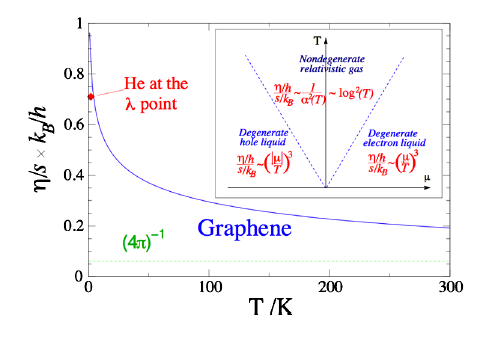 η/s × k_B/h
1
0.8
0.6
0.4
0.2
0
0
100
200
300
T /K
He at the
λ point
Graphene
(4π)⁻¹
T
Nondegenerate
relativistic gas
η/h / s/k_B ~ 1 / α²(T) ~ log²(T)
Degenerate
hole liquid
η/h / s/k_B ~ (|μ| / T)³
Degenerate
electron liquid
η/h / s/k_B ~ (μ / T)³
μ